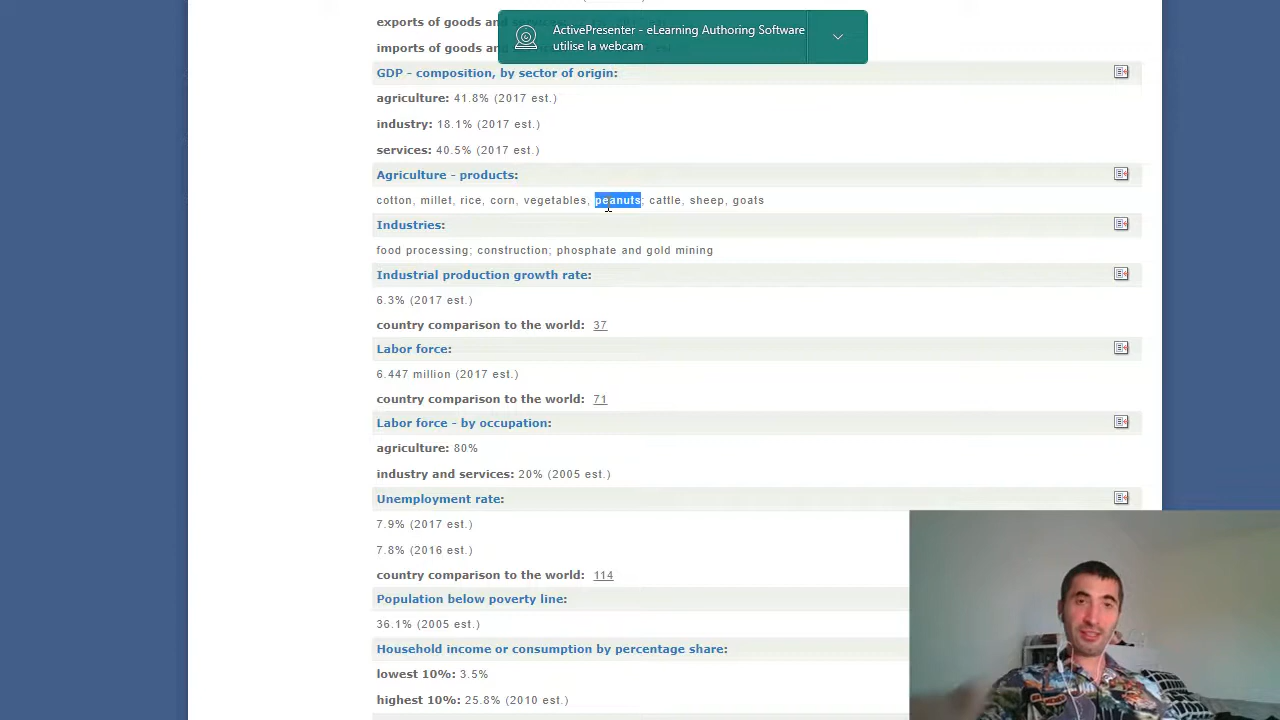 exports of goods and
imports of goods an
ActivePresenter - eLearning Authoring Software
utilise la webcam
GDP - composition, by sector of origin:
agriculture: 41.8% (2017 est.)
industry: 18.1% (2017 est.)
services: 40.5% (2017 est.)
Agriculture - products:
cotton, millet, rice, corn, vegetables, peanuts; cattle, sheep, goats
Industries:
food processing; construction; phosphate and gold mining
Industrial production growth rate:
6.3% (2017 est.)
country comparison to the world: 37
Labor force:
6.447 million (2017 est.)
country comparison to the world: 71
Labor force - by occupation:
agriculture: 80%
industry and services: 20% (2005 est.)
Unemployment rate:
7.9% (2017 est.)
7.8% (2016 est.)
country comparison to the world: 114
Population below poverty line:
36.1% (2005 est.)
Household income or consumption by percentage share:
lowest 10%: 3.5%
highest 10%: 25.8% (2010 est.)